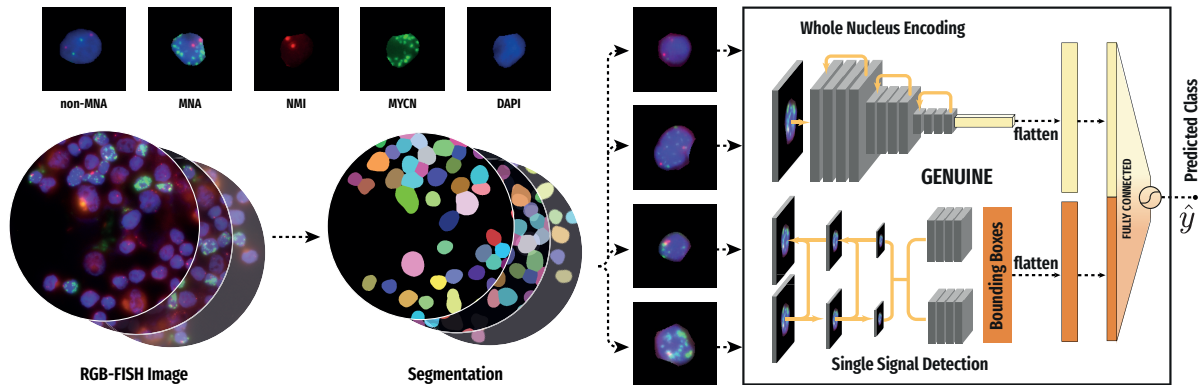 non-MNA
MNA
NMI
MYCN
DAPI
RGB-FISH Image
Segmentation
Whole Nucleus Encoding
flatten
GENUINE
Bounding Boxes
flatten
Single Signal Detection
FULLY CONNECTED
Predicted Class
ŷ